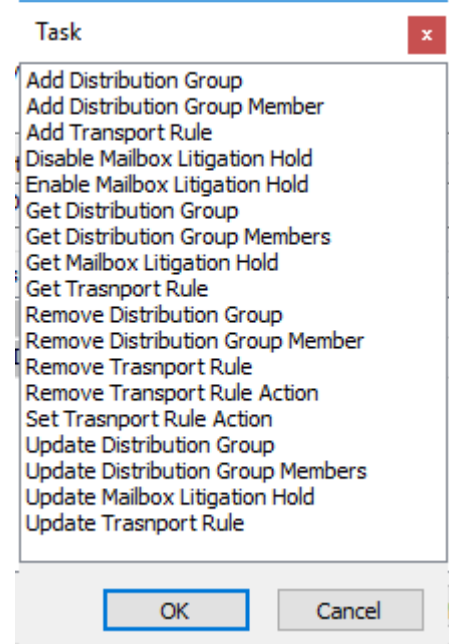 Task
x
Add Distribution Group
Add Distribution Group Member
Add Transport Rule
Disable Mailbox Litigation Hold
Enable Mailbox Litigation Hold
Get Distribution Group
Get Distribution Group Members
Get Mailbox Litigation Hold
Get Trasnport Rule
Remove Distribution Group
Remove Distribution Group Member
Remove Trasnport Rule
Remove Transport Rule Action
Set Trasnport Rule Action
Update Distribution Group
Update Distribution Group Members
Update Mailbox Litigation Hold
Update Trasnport Rule
OK
Cancel